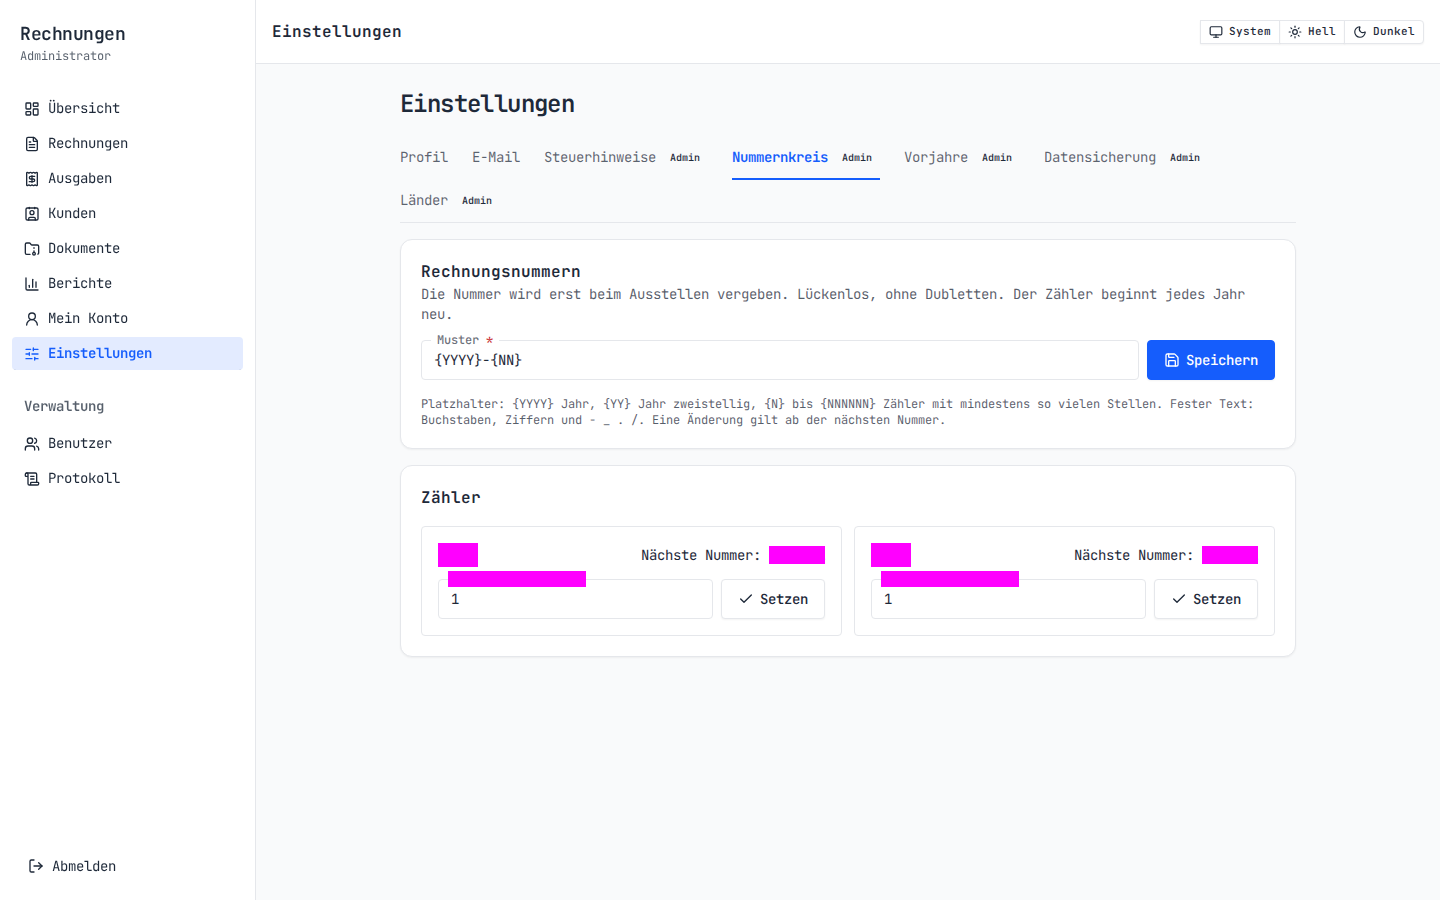 Rechnungen
Administrator
Übersicht
Rechnungen
Ausgaben
Kunden
Dokumente
Berichte
Mein Konto
Einstellungen
Verwaltung
Benutzer
Protokoll
Abmelden
Einstellungen
System Hell Dunkel
Einstellungen
Profil E-Mail Steuerhinweise Admin Nummernkreis Admin Vorjahre Admin Datensicherung Admin
Länder Admin
Rechnungsnummern
Die Nummer wird erst beim Ausstellen vergeben. Lückenlos, ohne Dubletten. Der Zähler beginnt jedes Jahr
neu.
Muster *
{YYYY}-{NN}
Speichern
Platzhalter: {YYYY} Jahr, {YY} Jahr zweistellig, {N} bis {NNNNNN} Zähler mit mindestens so vielen Stellen. Fester Text:
Buchstaben, Ziffern und - _ . /. Eine Änderung gilt ab der nächsten Nummer.
Zähler
Nächste Nummer:
1 Setzen
Nächste Nummer:
1 Setzen